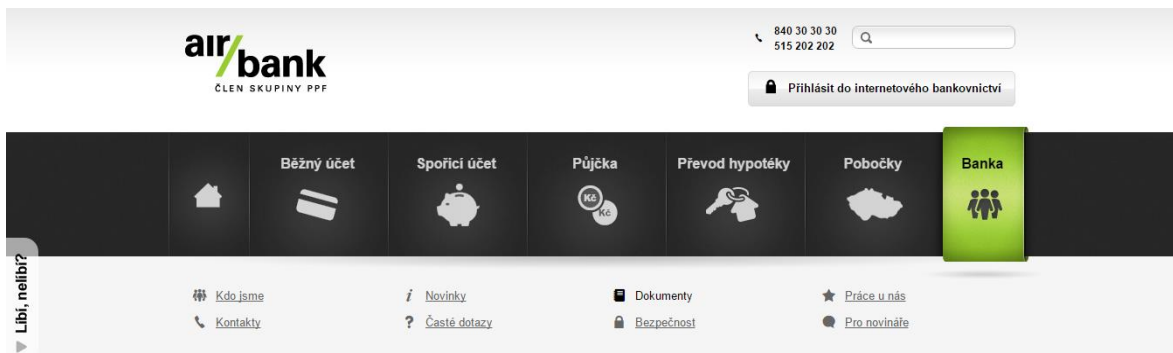 air/bank
ČLEN SKUPINY PPF
840 30 30 30
515 202 202
Přihlásit do internetového bankovnictví
Běžný účet
Spořicí účet
Půjčka
Kč
Kč
Převod hypotéky
Pobočky
Banka
Líbí, nelíbí?
Kdo jsme
Novinky
Dokumenty
Práce u nás
Kontakty
Časté dotazy
Bezpečnost
Pro novináře